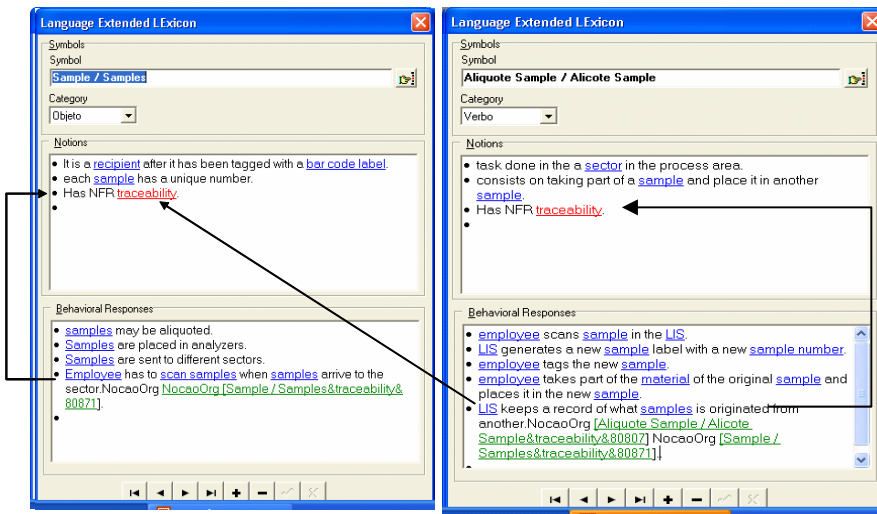 Language Extended LExicon
Symbols
Symbol
Sample / Samples
Category
Objeto
Notions
It is a recipient after it has been tagged with a bar code label.
each sample has a unique number.
Has NFR traceability.
Behavioral Responses
samples may be aliquoted.
Samples are placed in analyzers.
Samples are sent to different sectors.
Employee has to scan samples when samples arrive to the
sector.NocaoOrg NocaoOrg [Sample / Samples&traceability&
80871].
Language Extended LExicon
Symbols
Symbol
Aliquote Sample / Alicote Sample
Category
Verbo
Notions
task done in the a sector in the process area.
consists on taking part of a sample and place it in another
sample.
Has NFR traceability.
Behavioral Responses
employee scans sample in the LIS.
LIS generates a new sample label with a new sample number.
employee tags the new sample.
employee takes part of the material of the original sample and
places it in the new sample.
LIS keeps a record of what samples is originated from
another.NocaoOrg [Aliquote Sample / Alicote
Sample&traceability&80807] NocaoOrg [Sample /
Samples&traceability&80871].